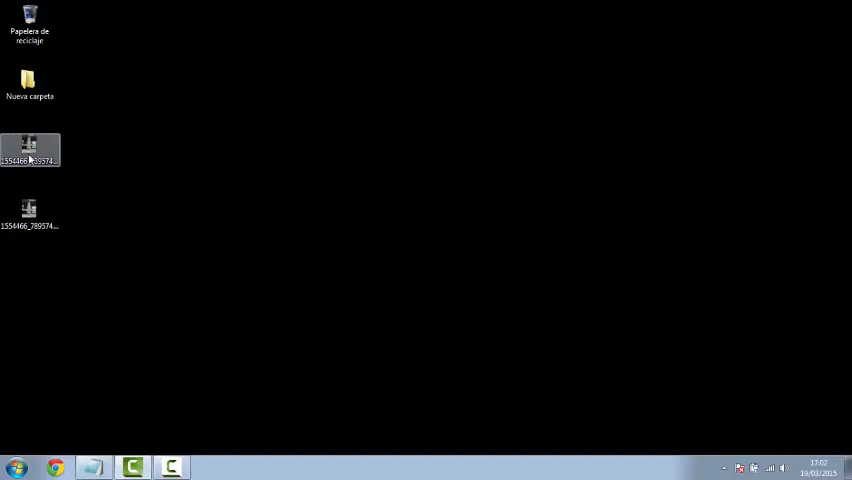 Papelera de
reciclaje
Nueva carpeta
1554466_789574...
1554466_789574...
17:02
19/03/2015